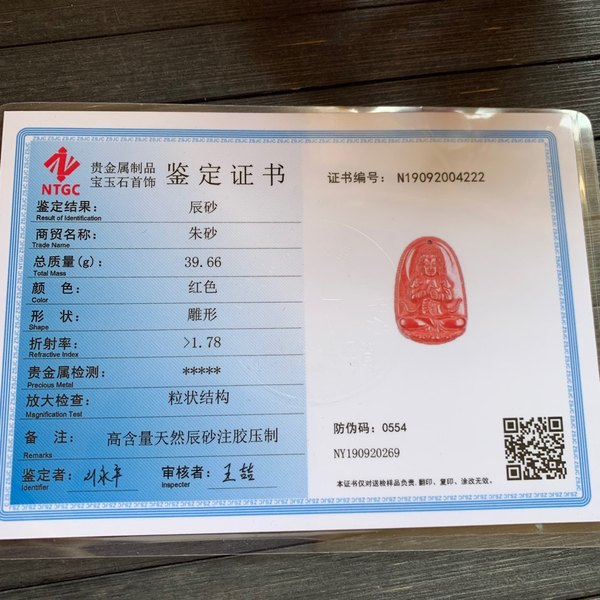 NTGC
贵金属制品
宝玉石首饰
鉴定证书
鉴定结果: 辰砂
Result of Identification
商贸名称: 朱砂
Trade Name
总质量(g): 39.66
Total Mass
颜 色: 红色
Color
形 状: 雕形
Shape
折射率: >1.78
Refractive Index
贵金属检测: *****
Precious Metal
放大检查: 粒状结构
Magnification Test
备 注: 高含量天然辰砂注胶压制
Remarks
鉴定者:
Identifier
审核者: 王喆
Inspecter
证书编号: N19092004222
防伪码: 0554
NY190920269
本证书仅对送检样品负责.翻印、复印、涂改无效。